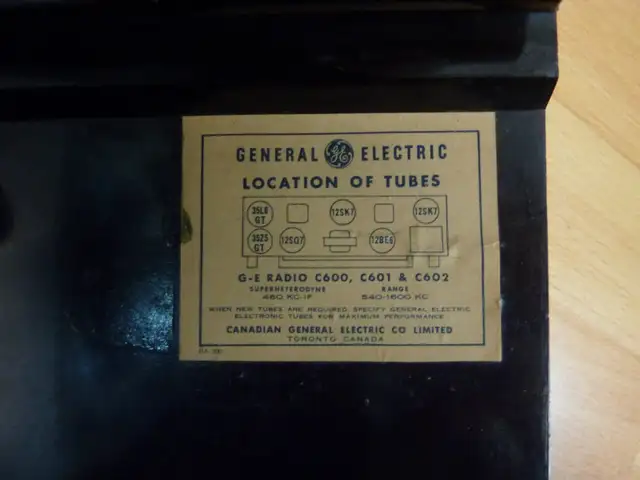 GENERAL GE ELECTRIC
LOCATION OF TUBES
35L6 GT
12SK7
12SK7
35Z5 GT
12SQ7
12BE6
G-E RADIO C600, C601 & C602
SUPERHETERODYNE RANGE
460 KC-IF 540-1600 KC
WHEN NEW TUBES ARE REQUIRED SPECIFY GENERAL ELECTRIC
ELECTRONIC TUBES FOR MAXIMUM PERFORMANCE
CANADIAN GENERAL ELECTRIC CO LIMITED
TORONTO CANADA